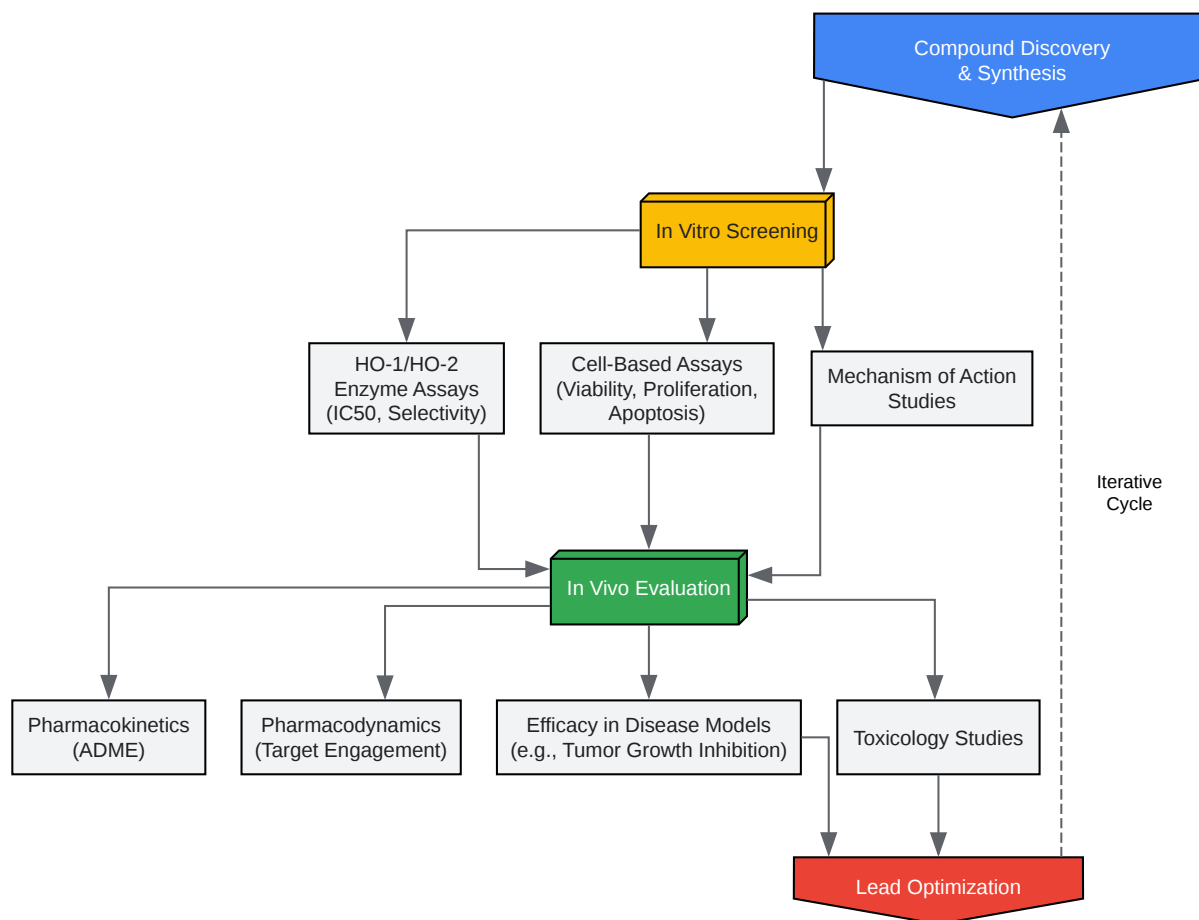 Compound Discovery
& Synthesis
In Vitro Screening
HO-1/HO-2
Enzyme Assays
(IC50, Selectivity)
Cell-Based Assays
(Viability, Proliferation,
Apoptosis)
Mechanism of Action
Studies
Iterative
Cycle
In Vivo Evaluation
Pharmacokinetics
(ADME)
Pharmacodynamics
(Target Engagement)
Efficacy in Disease Models
(e.g., Tumor Growth Inhibition)
Toxicology Studies
Lead Optimization